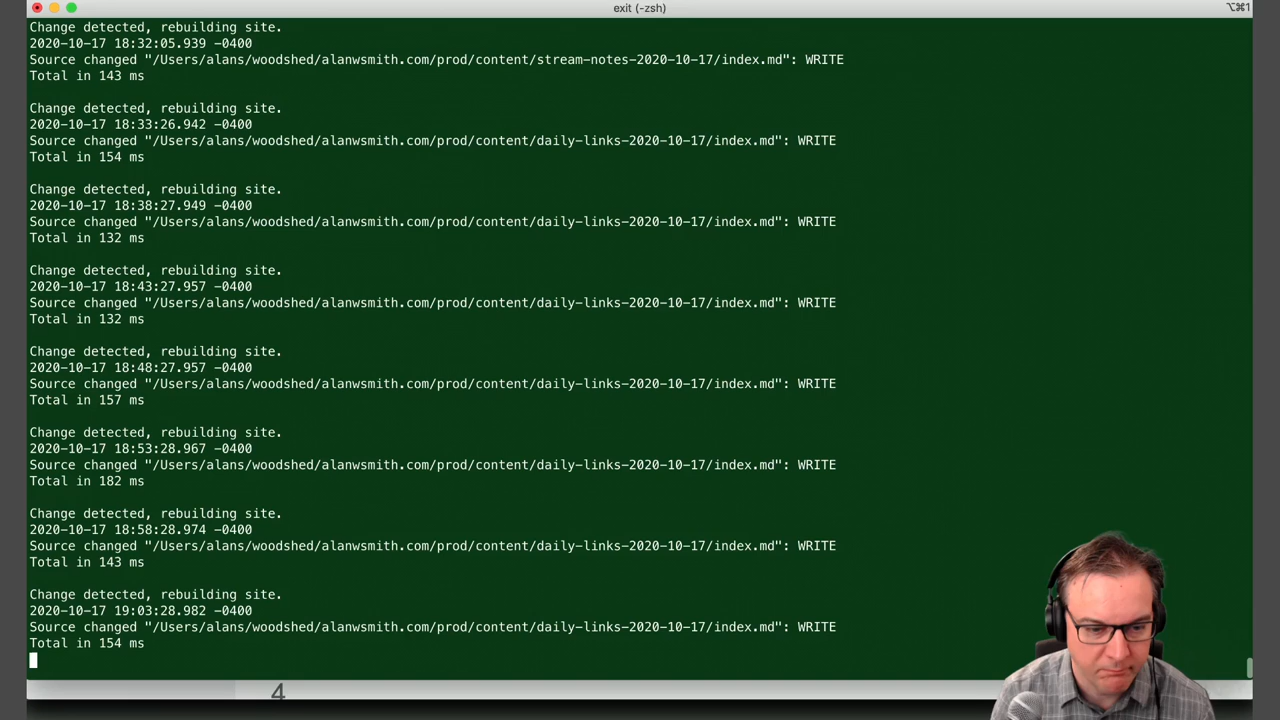 exit (-zsh)
⌥⌘1
Change detected, rebuilding site.
2020-10-17 18:32:05.939 -0400
Source changed "/Users/alans/woodshed/alanwsmith.com/prod/content/stream-notes-2020-10-17/index.md": WRITE
Total in 143 ms
Change detected, rebuilding site.
2020-10-17 18:33:26.942 -0400
Source changed "/Users/alans/woodshed/alanwsmith.com/prod/content/daily-links-2020-10-17/index.md": WRITE
Total in 154 ms
Change detected, rebuilding site.
2020-10-17 18:38:27.949 -0400
Source changed "/Users/alans/woodshed/alanwsmith.com/prod/content/daily-links-2020-10-17/index.md": WRITE
Total in 132 ms
Change detected, rebuilding site.
2020-10-17 18:43:27.957 -0400
Source changed "/Users/alans/woodshed/alanwsmith.com/prod/content/daily-links-2020-10-17/index.md": WRITE
Total in 132 ms
Change detected, rebuilding site.
2020-10-17 18:48:27.957 -0400
Source changed "/Users/alans/woodshed/alanwsmith.com/prod/content/daily-links-2020-10-17/index.md": WRITE
Total in 157 ms
Change detected, rebuilding site.
2020-10-17 18:53:28.967 -0400
Source changed "/Users/alans/woodshed/alanwsmith.com/prod/content/daily-links-2020-10-17/index.md": WRITE
Total in 182 ms
Change detected, rebuilding site.
2020-10-17 18:58:28.974 -0400
Source changed "/Users/alans/woodshed/alanwsmith.com/prod/content/daily-links-2020-10-17/index.md": WRITE
Total in 143 ms
Change detected, rebuilding site.
2020-10-17 19:03:28.982 -0400
Source changed "/Users/alans/woodshed/alanwsmith.com/prod/content/daily-links-2020-10-17/index.md": WRITE
Total in 154 ms
4